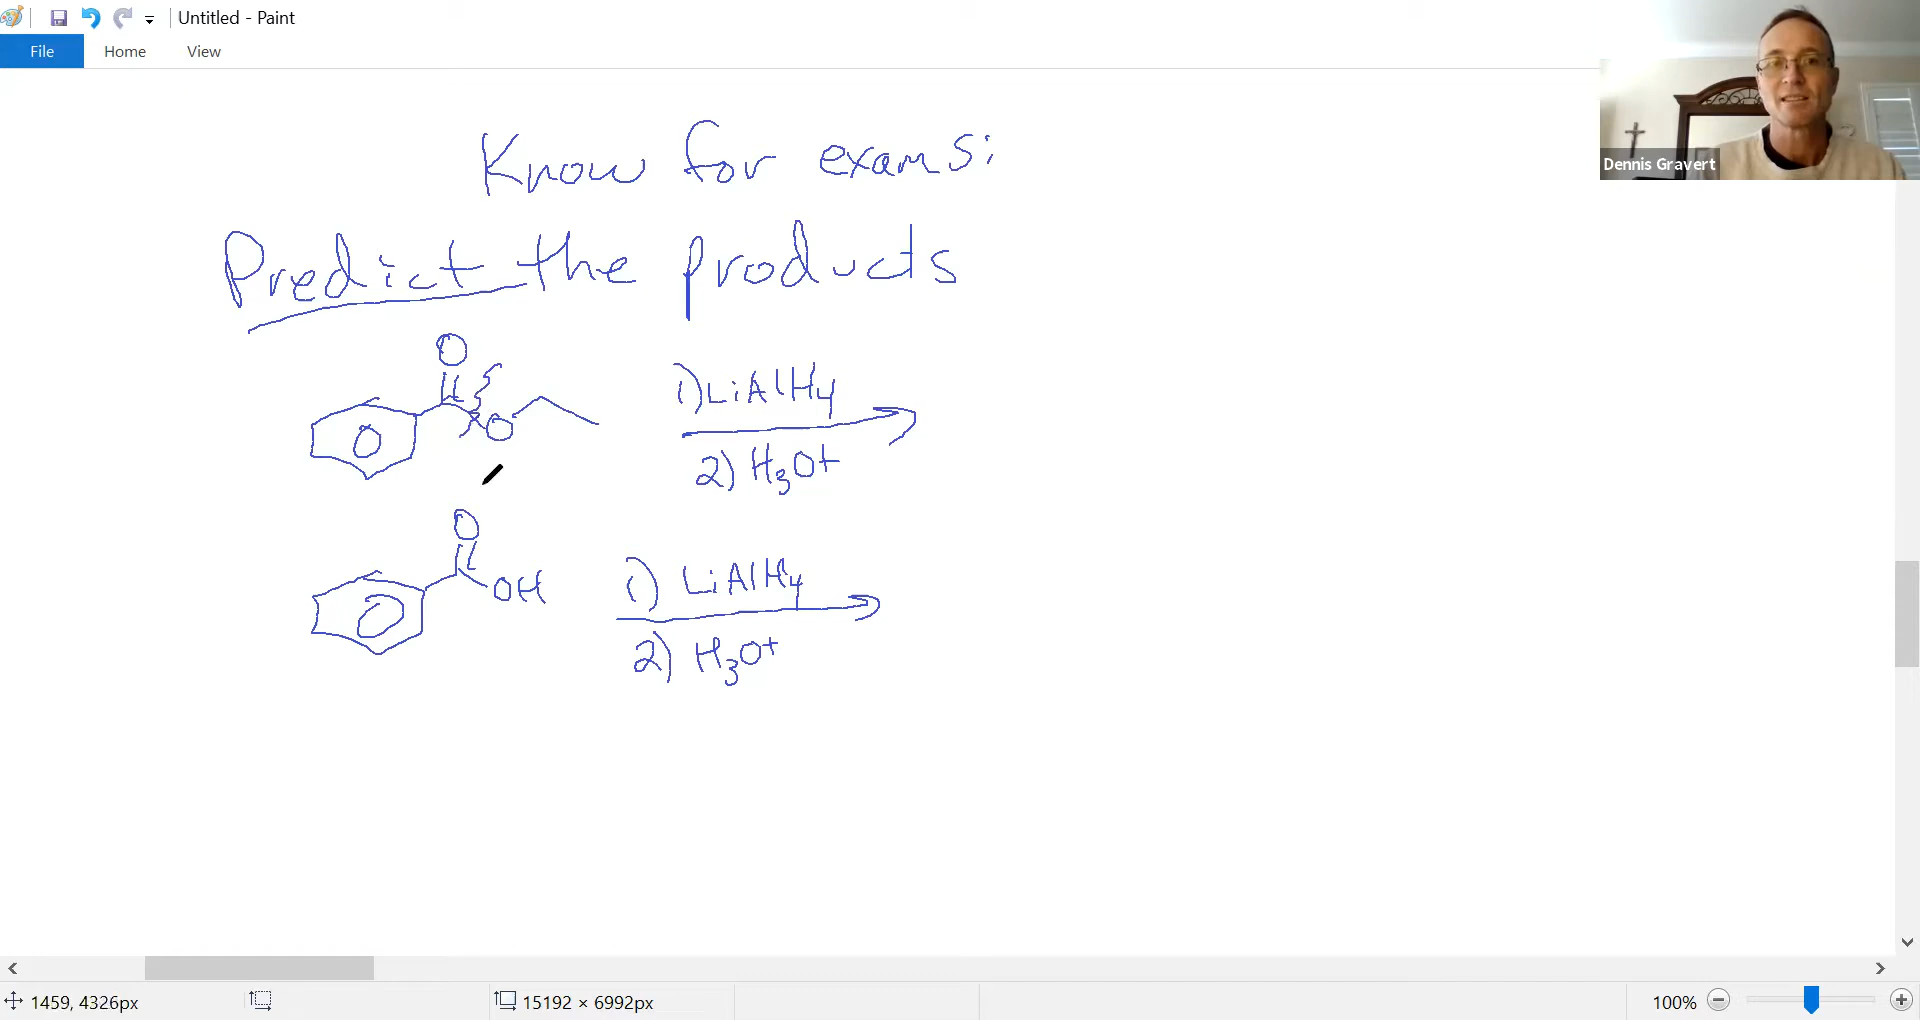 Untitled - Paint
File Home View
Dennis Gravert
Know for exams:
Predict the products
O
O
1) LiAlH4
2) H3O+
O
OH
1) LiAlH4
2) H3O+
1459, 4326px 15192 × 6992px 100%